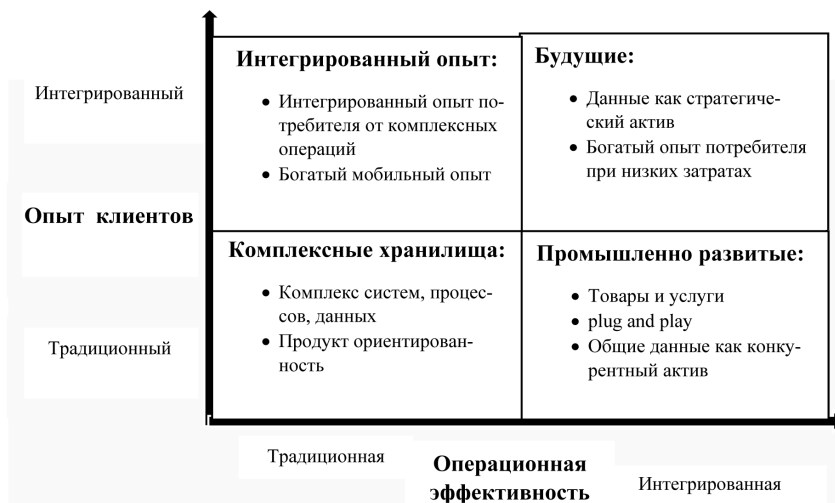 Интегрированный
Опыт клиентов
Традиционный
Интегрированный опыт:
• Интегрированный опыт по-
требителя от комплексных
операций
• Богатый мобильный опыт
Будущие:
• Данные как стратегиче-
ский актив
• Богатый опыт потребителя
при низких затратах
Комплексные хранилища:
• Комплекс систем, процес-
сов, данных
• Продукт ориентирован-
ность
Промышленно развитые:
• Товары и услуги
• plug and play
• Общие данные как конку-
рентный актив
Традиционная
Операционная
эффективность
Интегрированная